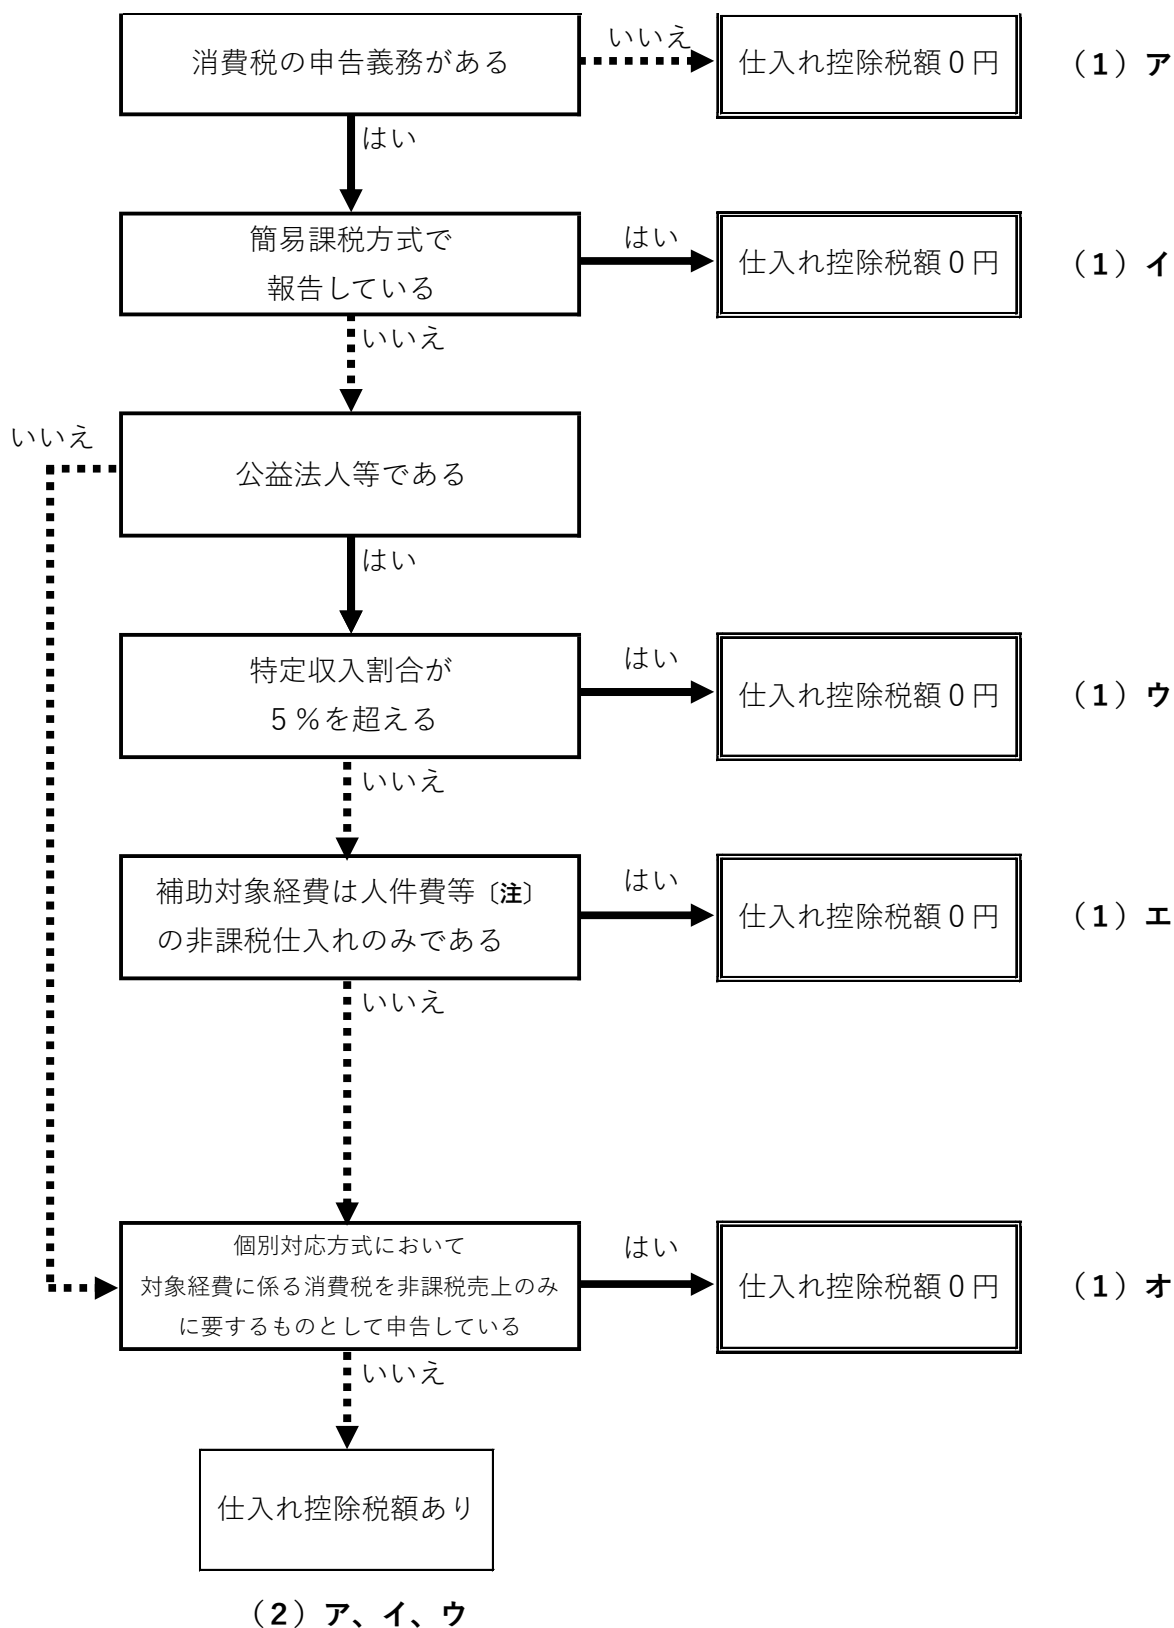 消費税の申告義務がある
いいえ
仕入れ控除税額０円
（１）ア
はい
簡易課税方式で
報告している
はい
仕入れ控除税額０円
（１）イ
いいえ
いいえ
公益法人等である
はい
特定収入割合が
５％を超える
はい
仕入れ控除税額０円
（１）ウ
いいえ
補助対象経費は人件費等〔注〕
の非課税仕入れのみである
はい
仕入れ控除税額０円
（１）エ
いいえ
個別対応方式において
対象経費に係る消費税を非課税売上のみ
に要するものとして申告している
はい
仕入れ控除税額０円
（１）オ
いいえ
仕入れ控除税額あり
（２）ア、イ、ウ